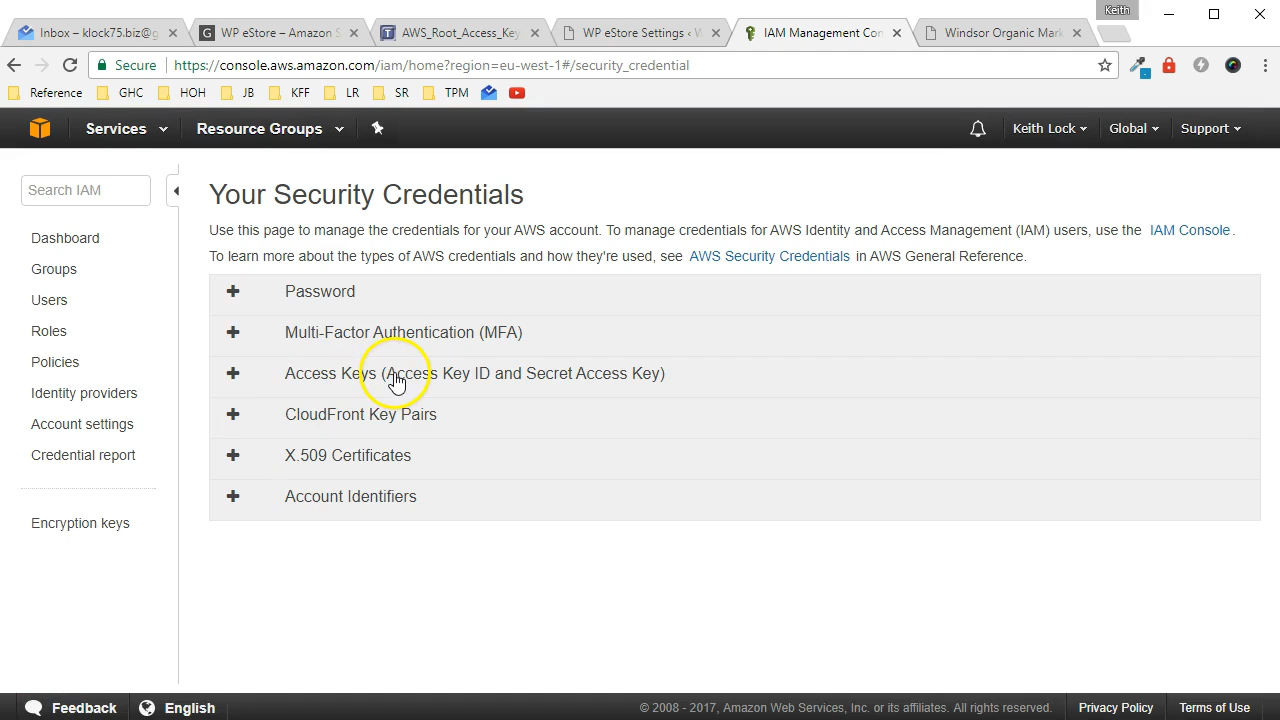 Keith
Inbox – klock75.biz@g
WP eStore – Amazon S
AWS_Root_Access_Key
WP eStore Settings ‹ W
IAM Management Con
Windsor Organic Mark
Secure
https://console.aws.amazon.com/iam/home?region=eu-west-1#/security_credential
Reference GHC HOH JB KFF LR SR TPM
Services Resource Groups Keith Lock Global Support
Search IAM
Dashboard
Groups
Users
Roles
Policies
Identity providers
Account settings
Credential report
Encryption keys
Your Security Credentials
Use this page to manage the credentials for your AWS account. To manage credentials for AWS Identity and Access Management (IAM) users, use the IAM Console .
To learn more about the types of AWS credentials and how they're used, see AWS Security Credentials in AWS General Reference.
Password
Multi-Factor Authentication (MFA)
Access Keys (Access Key ID and Secret Access Key)
CloudFront Key Pairs
X.509 Certificates
Account Identifiers
Feedback English © 2008 - 2017, Amazon Web Services, Inc. or its affiliates. All rights reserved. Privacy Policy Terms of Use